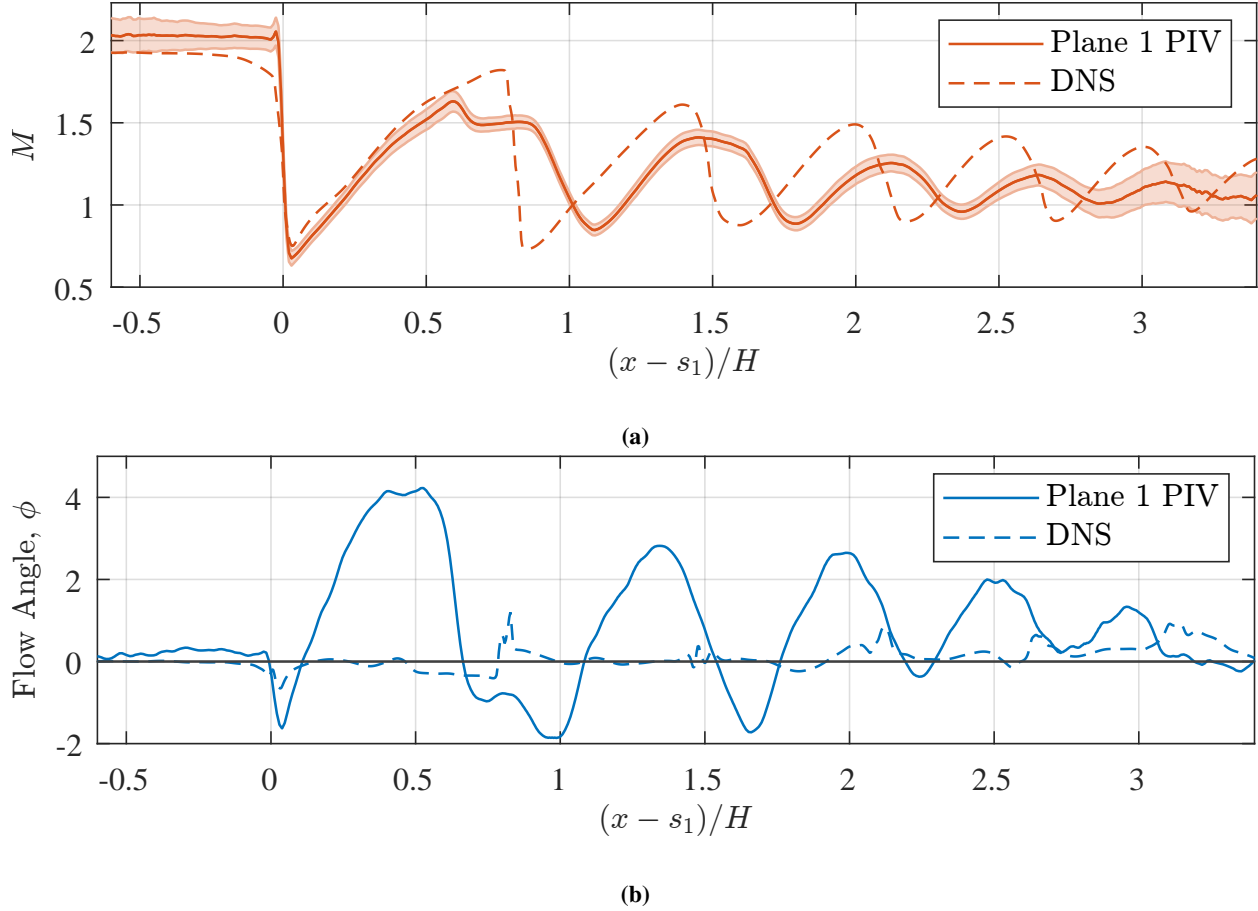 2
1.5
1
0.5
M
Plane 1 PIV
DNS
-0.5 0 0.5 1 1.5 2 2.5 3
(x − s₁)/H
(a)
4
2
0
-2
Flow Angle, ϕ
Plane 1 PIV
DNS
-0.5 0 0.5 1 1.5 2 2.5 3
(x − s₁)/H
(b)